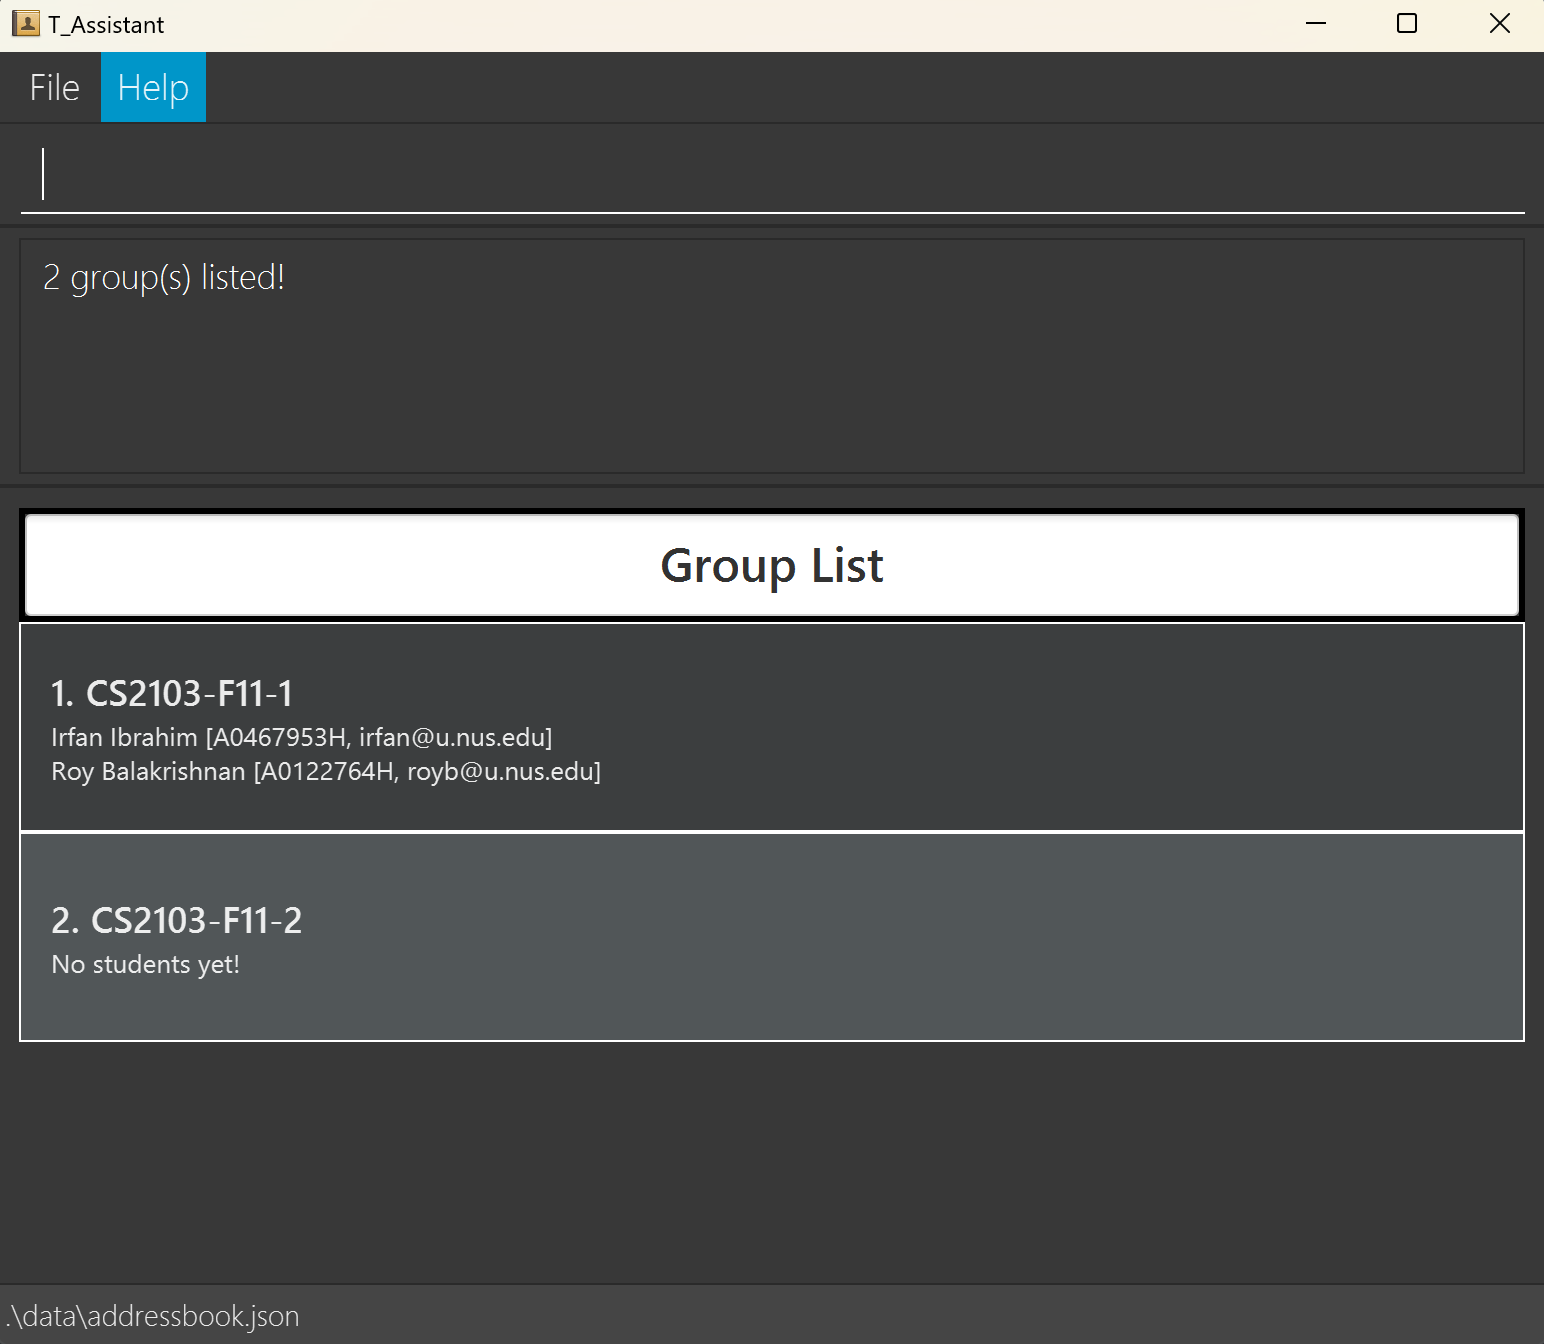 T_Assistant
File Help
2 group(s) listed!
Group List
1. CS2103-F11-1
Irfan Ibrahim [A0467953H, irfan@u.nus.edu]
Roy Balakrishnan [A0122764H, royb@u.nus.edu]
2. CS2103-F11-2
No students yet!
.\data\addressbook.json